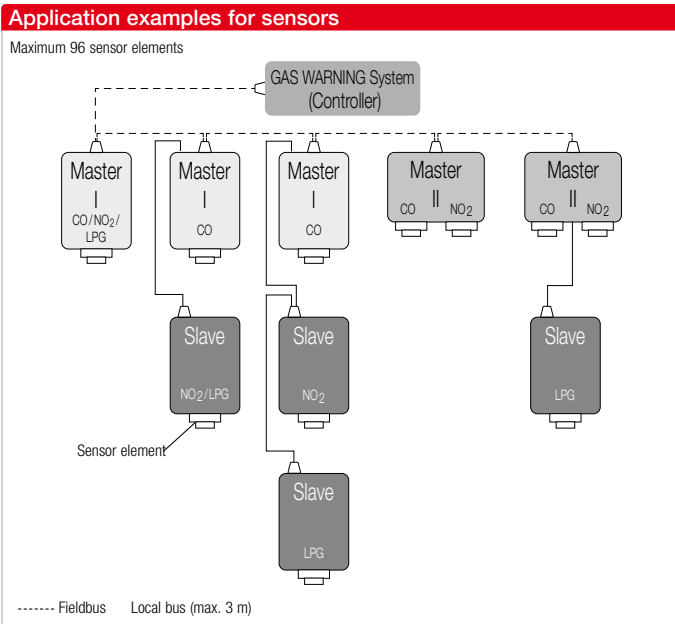 Application examples for sensors
Maximum 96 sensor elements
GAS WARNING System
(Controller)
Master
I
CO/NO2/
LPG
Master
I
CO
Master
I
CO
Master
II
CO NO2
Master
II
CO NO2
Slave
NO2/LPG
Slave
NO2
Slave
LPG
Sensor element
Slave
LPG
------- Fieldbus Local bus (max. 3 m)